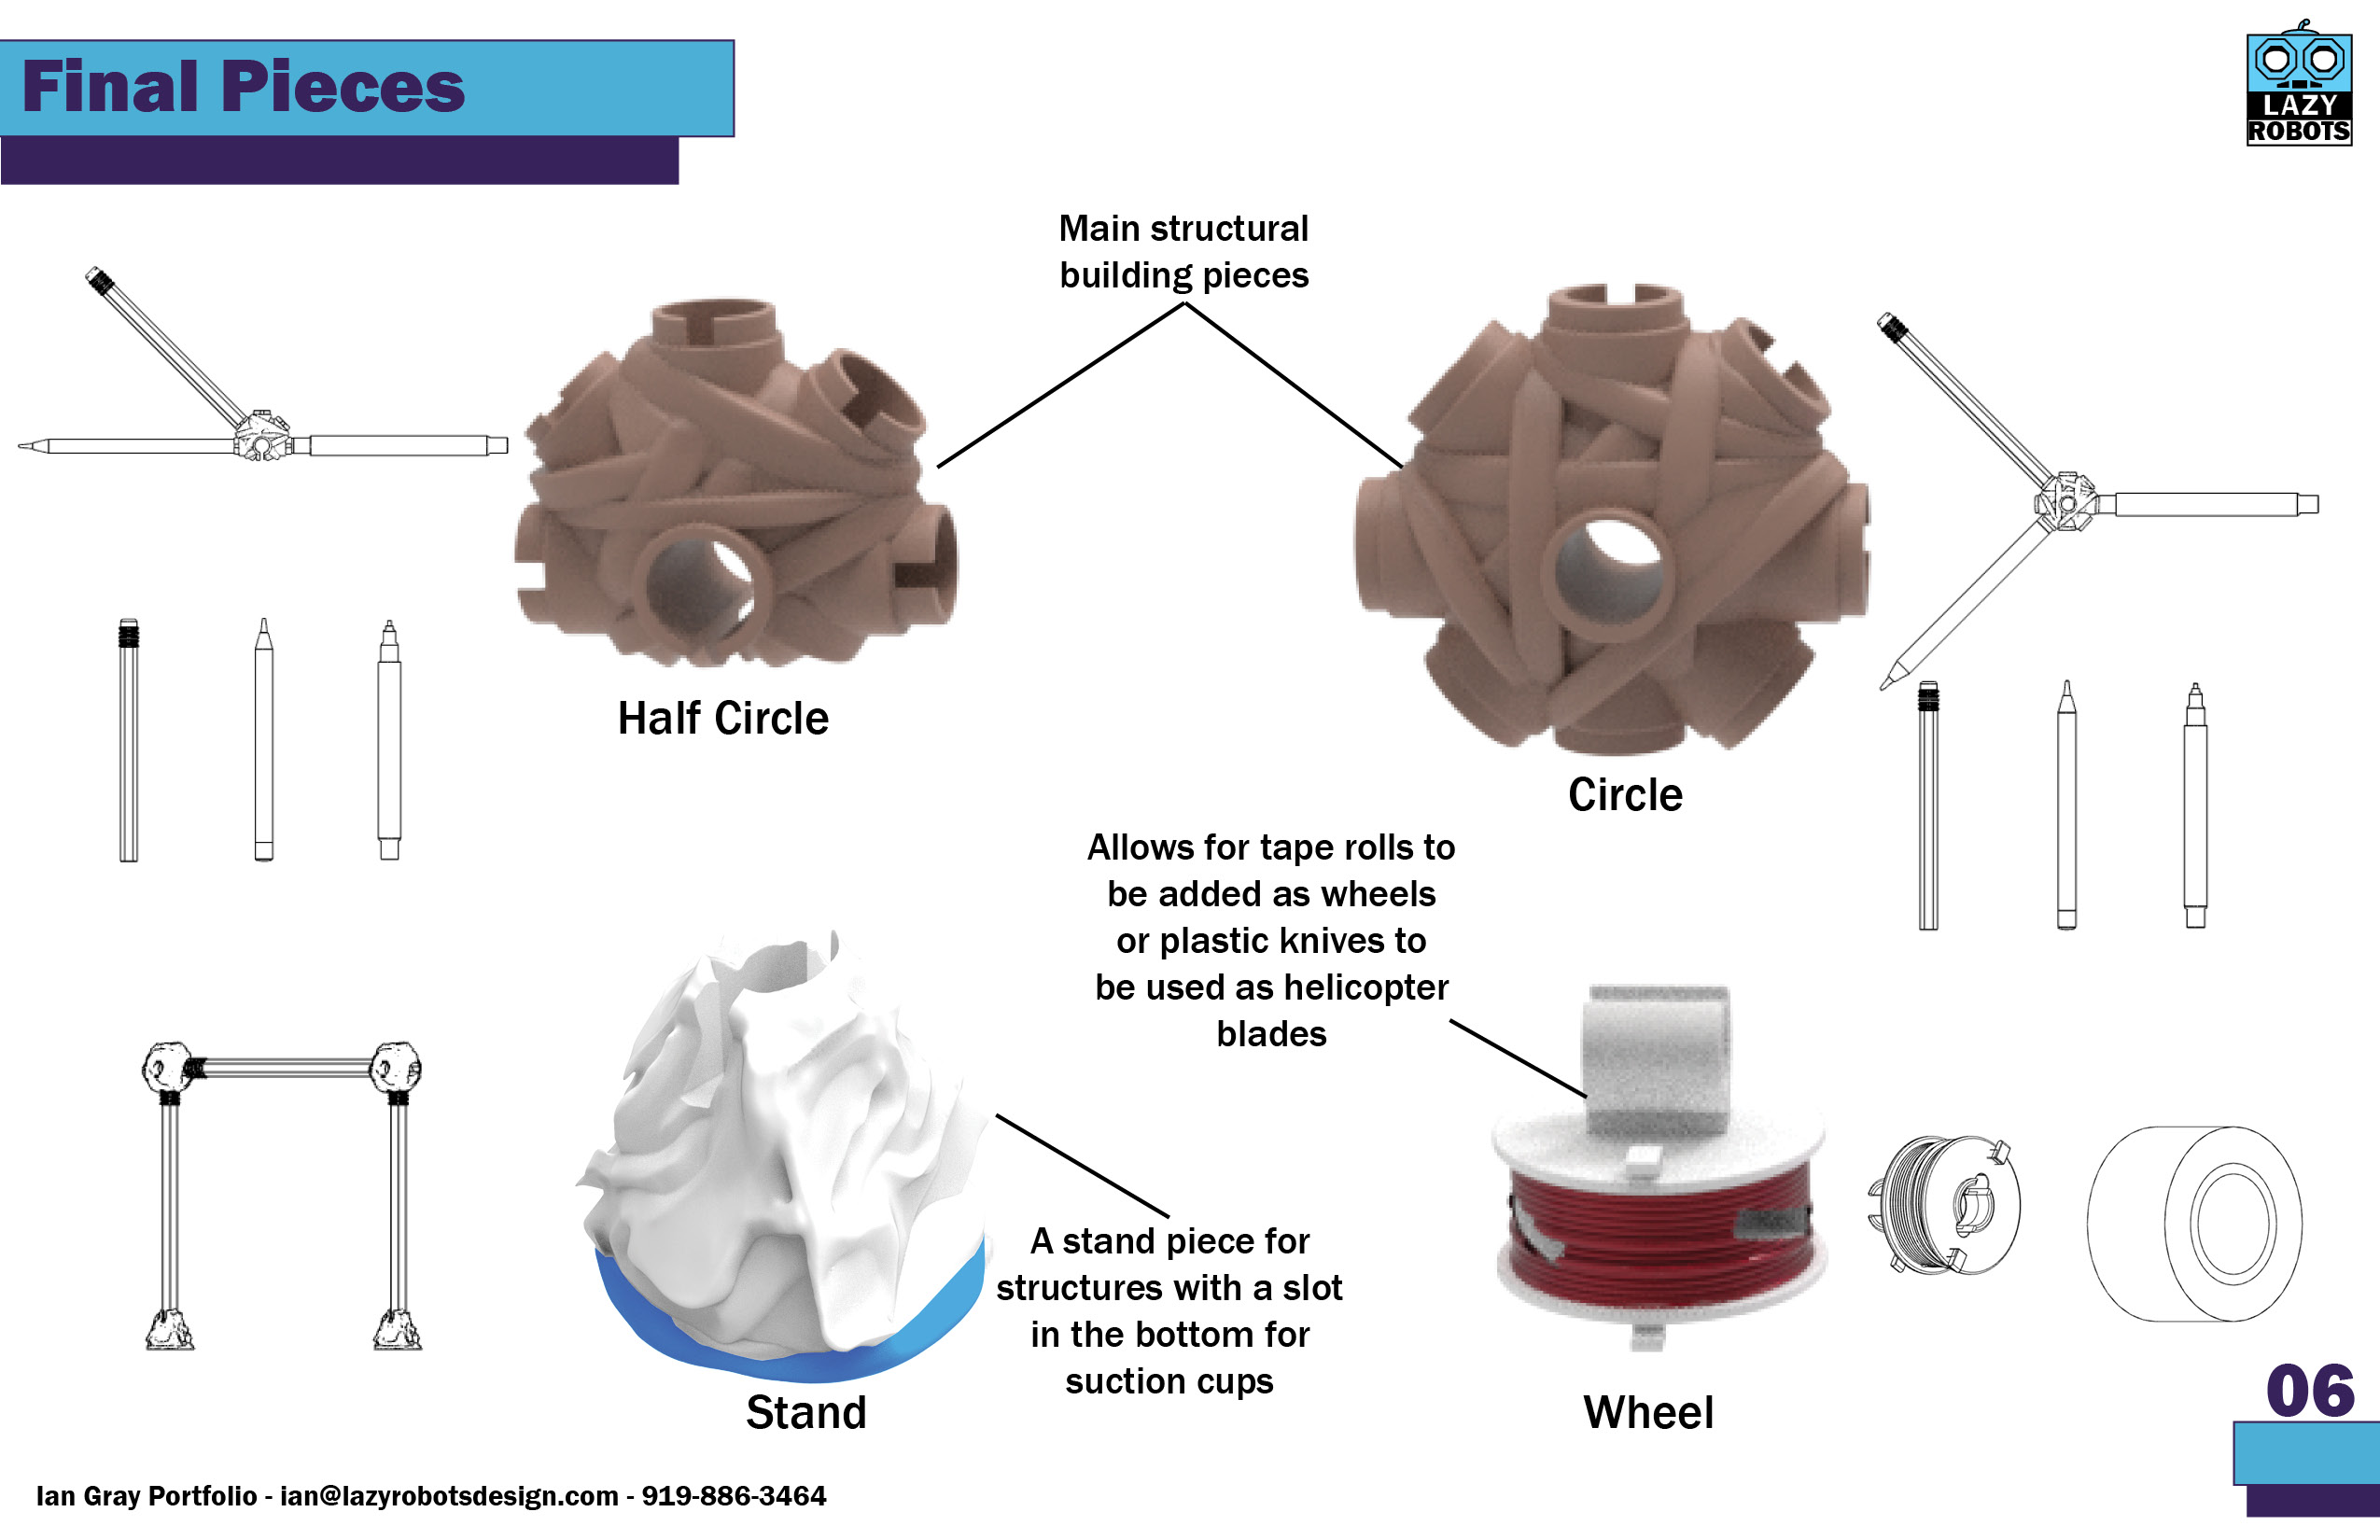 Final Pieces
LAZY
ROBOTS
Main structural
building pieces
Half Circle
Circle
Allows for tape rolls to
be added as wheels
or plastic knives to
be used as helicopter
blades
A stand piece for
structures with a slot
in the bottom for
suction cups
Stand
Wheel
06
Ian Gray Portfolio - ian@lazyrobotsdesign.com - 919-886-3464